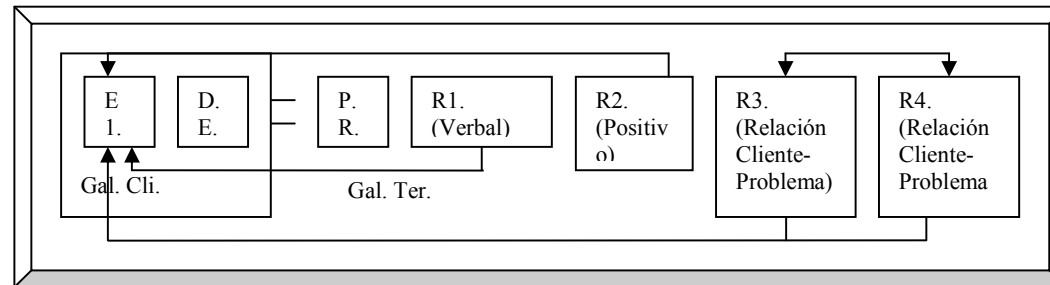 E
1.
D.
E.
P.
R.
R1.
(Verbal)
R2.
(Positiv
o)
R3.
(Relación
Cliente-
Problema)
R4.
(Relación
Cliente-
Problema
Gal. Cli.
Gal. Ter.